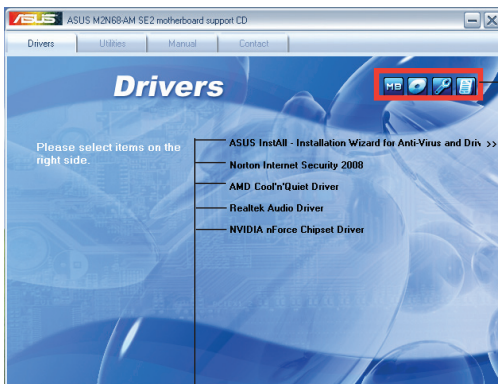 ASUS ASUS M2N68-AM SE2 motherboard support CD
Drivers Utilities Manual Contact
Drivers
MB
Please select items on the
right side.
ASUS InstAll - Installation Wizard for Anti-Virus and Driv >>
Norton Internet Security 2008
AMD Cool'n'Quiet Driver
Realtek Audio Driver
NVIDIA nForce Chipset Driver